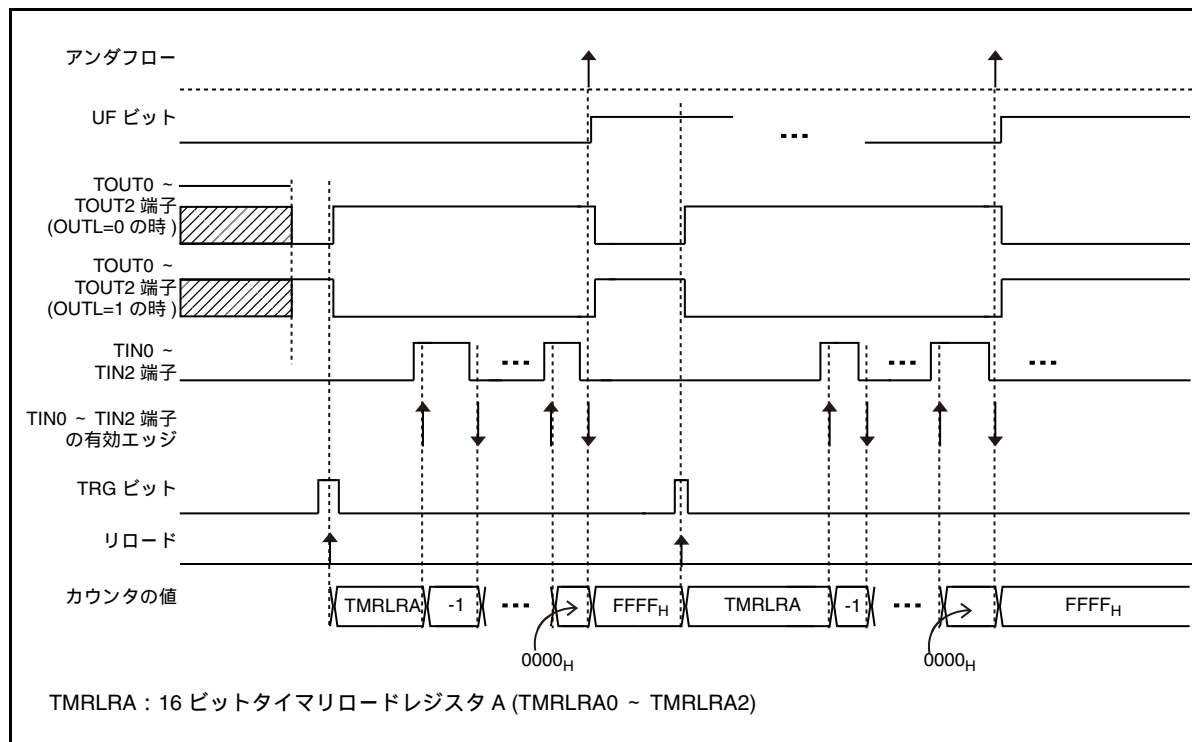 アンダフロー
UF ビット
TOUT0 ~
TOUT2 端子
(OUTL=0 の時 )
TOUT0 ~
TOUT2 端子
(OUTL=1 の時 )
TIN0 ~
TIN2 端子
TIN0 ~ TIN2 端子
の有効エッジ
TRG ビット
リロード
カウンタの値
TMRLRA -1 ... FFFFH TMRLRA -1 ... FFFFH
0000H 0000H
TMRLRA : 16 ビットタイマリロードレジスタ A (TMRLRA0 ~ TMRLRA2)